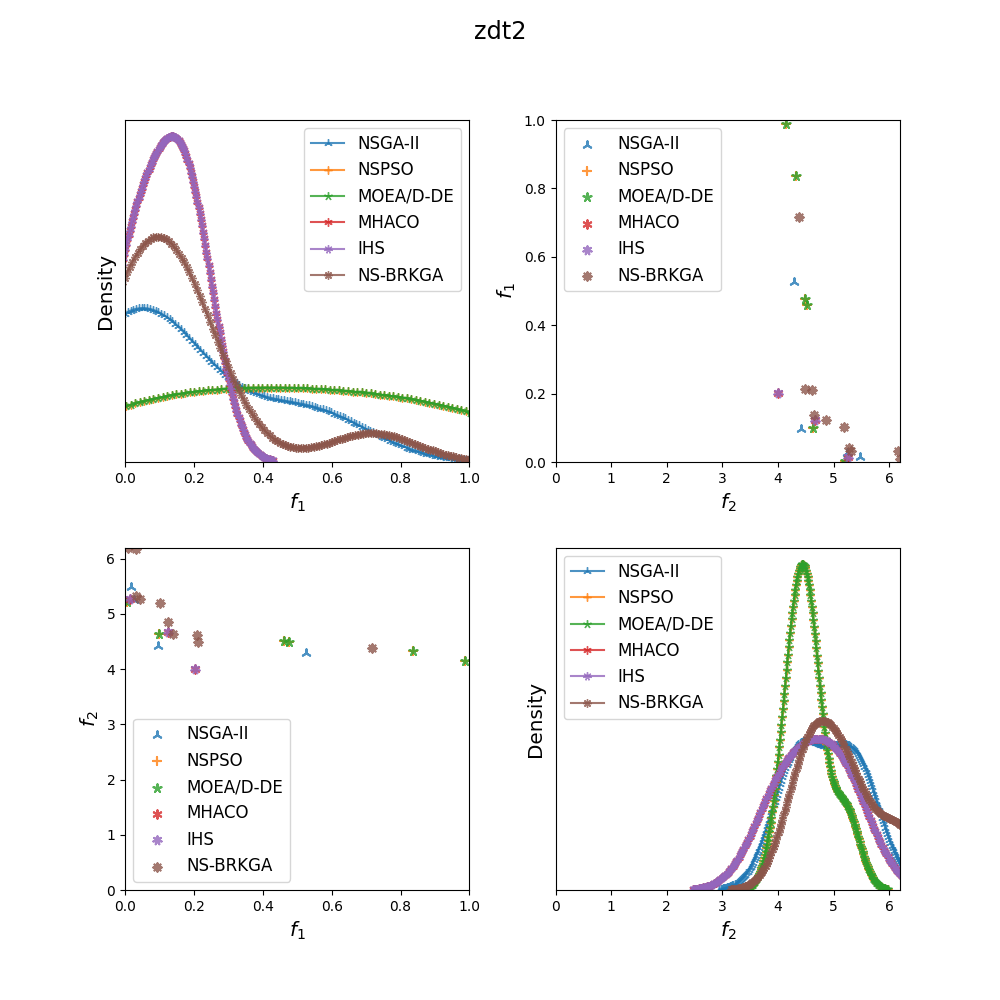 zdt2
Density
NSGA-II
NSPSO
MOEA/D-DE
MHACO
IHS
NS-BRKGA
0.0 0.2 0.4 0.6 0.8 1.0
f1
f1
1.0
0.8
0.6
0.4
0.2
0.0
NSGA-II
NSPSO
MOEA/D-DE
MHACO
IHS
NS-BRKGA
0 1 2 3 4 5 6
f2
f2
6
5
4
3
2
1
0
NSGA-II
NSPSO
MOEA/D-DE
MHACO
IHS
NS-BRKGA
0.0 0.2 0.4 0.6 0.8 1.0
f1
Density
NSGA-II
NSPSO
MOEA/D-DE
MHACO
IHS
NS-BRKGA
0 1 2 3 4 5 6
f2